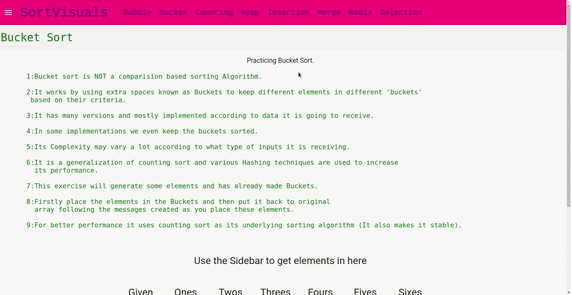 SortVisuals Bubble Bucket Counting Heap Insertion Merge Radix Selection
Bucket Sort
Practicing Bucket Sort.
1:Bucket sort is NOT a comparision based sorting Algorithm.
2:It works by using extra spaces known as Buckets to keep different elements in different 'buckets'
based on their criteria.
3:It has many versions and mostly implemented according to data it is going to receive.
4:In some implementations we even keep the buckets sorted.
5:Its Complexity may vary a lot according to what type of inputs it is receiving.
6:It is a generalization of counting sort and various Hashing techniques are used to increase
its performance.
7:This exercise will generate some elements and has already made Buckets.
8:Firstly place the elements in the Buckets and then put it back to original
array following the messages created as you place these elements.
9:For better performance it uses counting sort as its underlying sorting algorithm (It also makes it stable).
Use the Sidebar to get elements in here
Given Ones Twos Threes Fours Fives Sixes